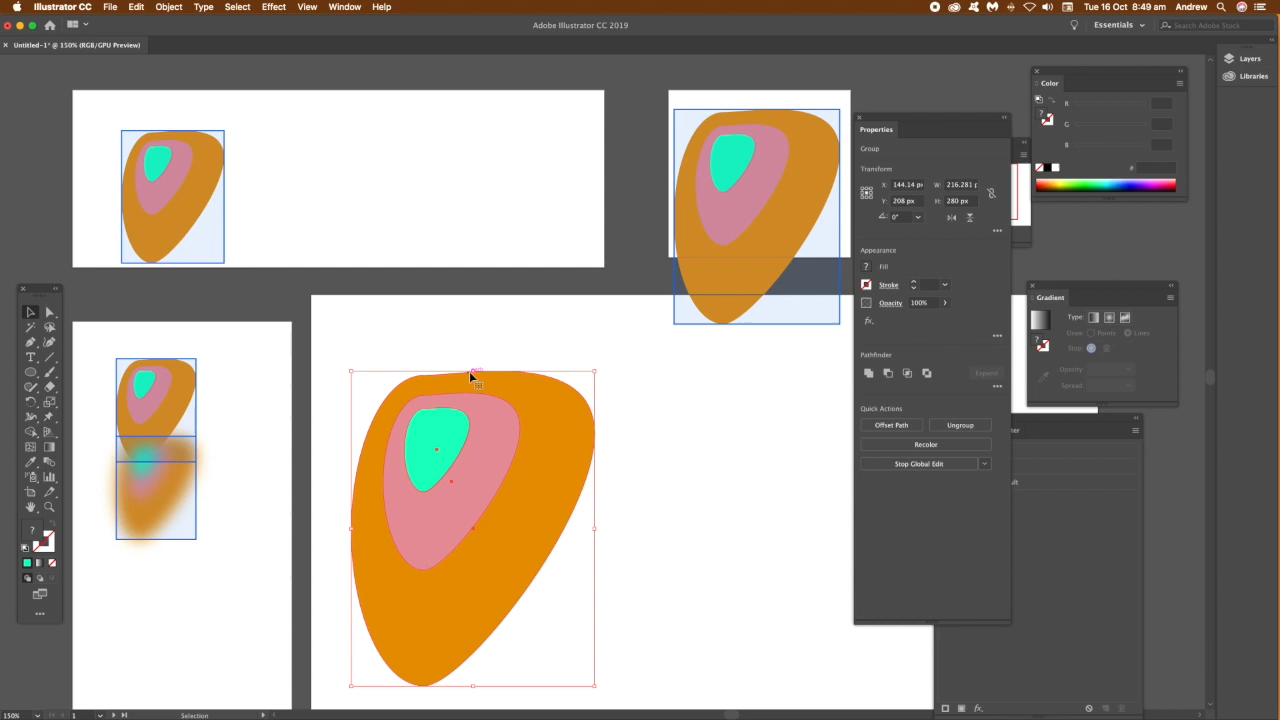 Illustrator CC File Edit Object Type Select Effect View Window Help
Tue 16 Oct 8:49 am Andrew
Adobe Illustrator CC 2019
Essentials
Search Adobe Stock
Untitled-1* @ 150% (RGB/GPU Preview)
Layers
Libraries
Color
R
G
B
#
Properties
Group
Transform
X: 144.14 px W: 216.281 p
Y: 208 px H: 280 px
0°
Appearance
? Fill
Stroke
Opacity 100%
fx.
Pathfinder
Expand
Quick Actions
Offset Path Ungroup
Recolor
Stop Global Edit
Gradient
Type:
Draw: Points Lines
Stop:
Opacity:
Spread:
150% 1 Selection